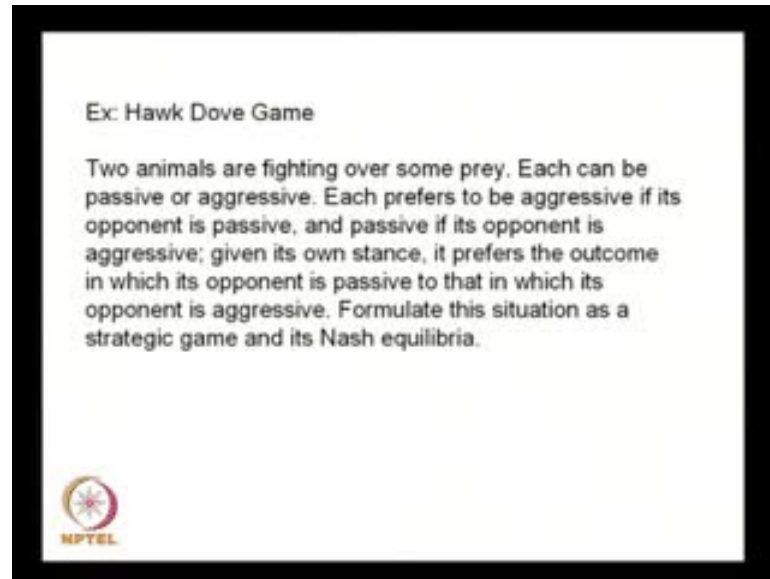 Ex: Hawk Dove Game
Two animals are fighting over some prey. Each can be
passive or aggressive. Each prefers to be aggressive if its
opponent is passive, and passive if its opponent is
aggressive; given its own stance, it prefers the outcome
in which its opponent is passive to that in which its
opponent is aggressive. Formulate this situation as a
strategic game and its Nash equilibria.
NPTEL